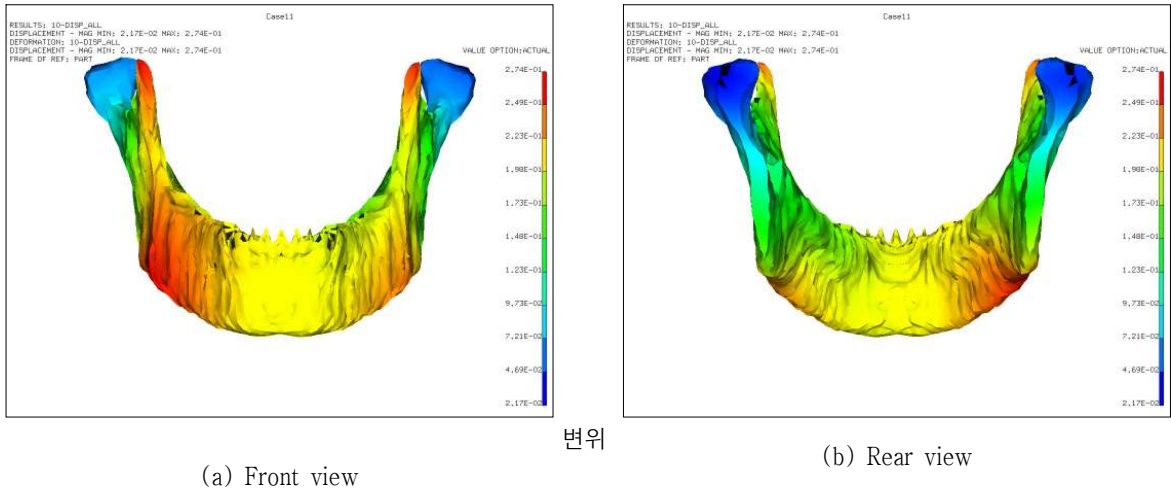 Case11
RESULTS: 10-DISP_ALL
DISPLACEMENT - MAG MIN: 2.17E-02 MAX: 2.74E-01
DEFORMATION: 10-DISP_ALL
DISPLACEMENT - MAG MIN: 2.17E-02 MAX: 2.74E-01
FRAME OF REF: PART
VALUE OPTION:ACTUAL
2.74E-01
2.49E-01
2.23E-01
1.98E-01
1.73E-01
1.48E-01
1.23E-01
9.73E-02
7.21E-02
4.69E-02
2.17E-02
Case11
RESULTS: 10-DISP_ALL
DISPLACEMENT - MAG MIN: 2.17E-02 MAX: 2.74E-01
DEFORMATION: 10-DISP_ALL
DISPLACEMENT - MAG MIN: 2.17E-02 MAX: 2.74E-01
FRAME OF REF: PART
VALUE OPTION:ACTUAL
2.74E-01
2.49E-01
2.23E-01
1.98E-01
1.73E-01
1.48E-01
1.23E-01
9.73E-02
7.21E-02
4.69E-02
2.17E-02
변위
(a) Front view
(b) Rear view